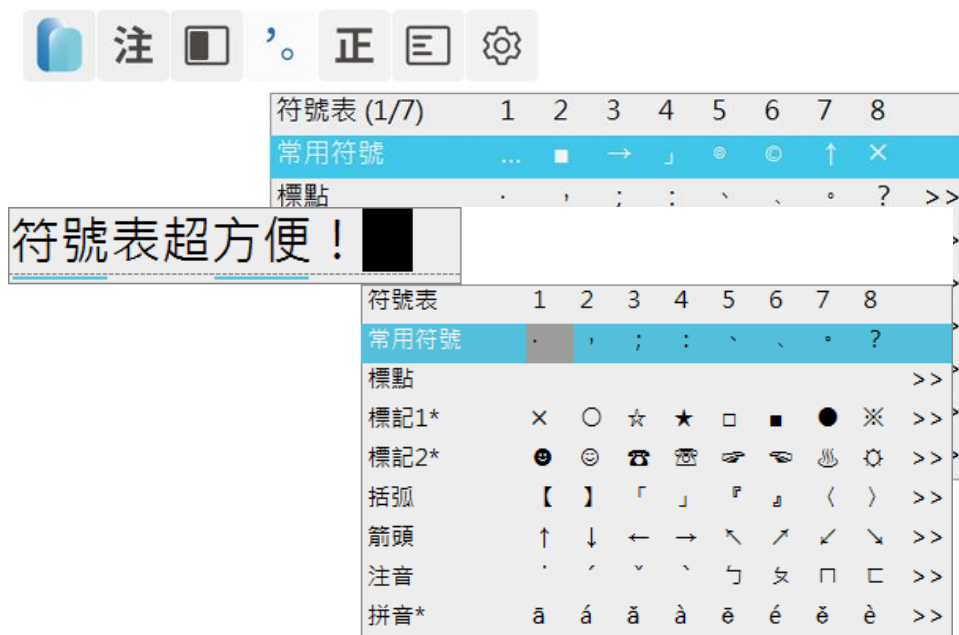 注 ’。 正
符號表 (1/7) 1 2 3 4 5 6 7 8
常用符號 … ■ → 」 ◎ © ↑ ×
標點 ‧ , ; : ˋ 、 。 ? >>
符號表超方便!
符號表 1 2 3 4 5 6 7 8
常用符號 ‧ , ; : ˋ 、 。 ?
標點 >>
標記1* × ○ ☆ ★ □ ■ ● ※ >>
標記2* ☻ ☺ ☎ ☏ ☞ ☜ ♨ ☼ >>
括弧 【 】 「 」 『 』 〈 〉 >>
箭頭 ↑ ↓ ← → ↖ ↗ ↙ ↘ >>
注音 ˙ ˊ ˇ ˋ ㄅ ㄆ ㄇ ㄈ >>
拼音* ā á ǎ à ē é ě è >>